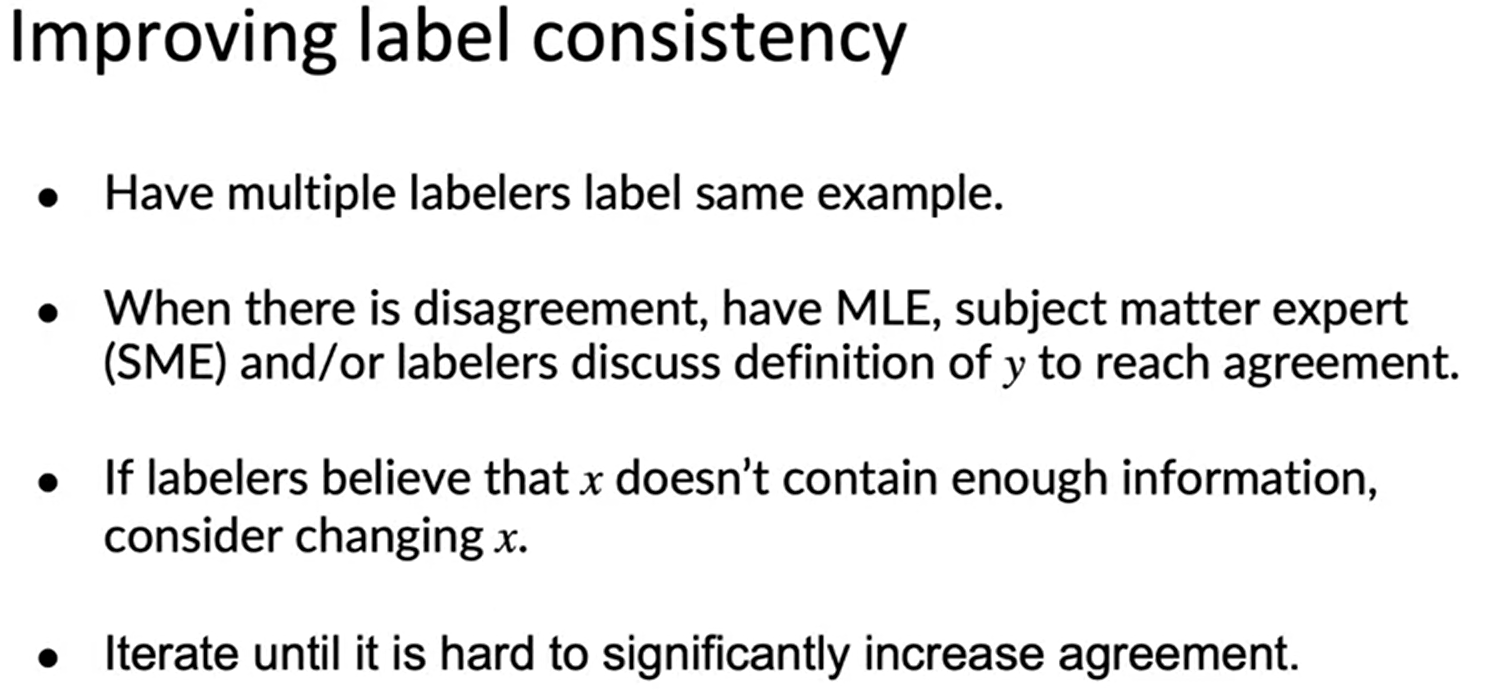 Improving label consistency
• Have multiple labelers label same example.
• When there is disagreement, have MLE, subject matter expert
(SME) and/or labelers discuss definition of y to reach agreement.
• If labelers believe that x doesn’t contain enough information,
consider changing x.
• Iterate until it is hard to significantly increase agreement.